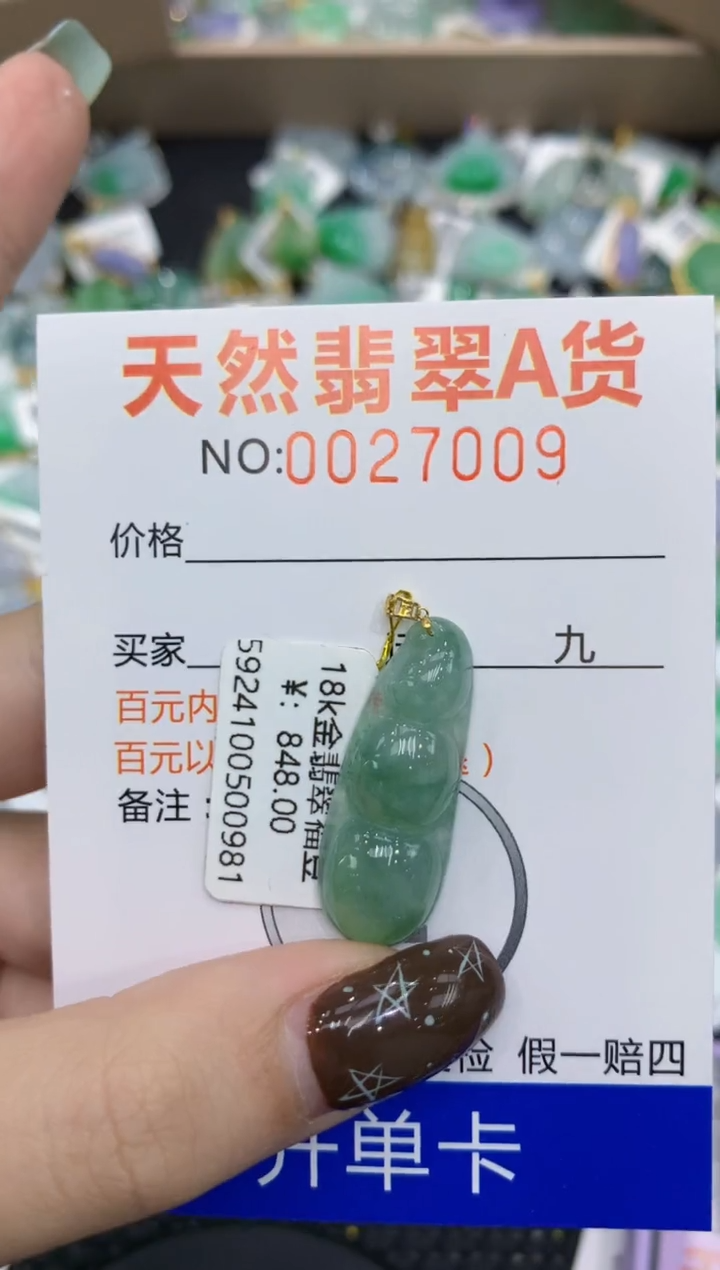 天然翡翠A货
NO:0027009
价格
买家 九
百元内
百元以 )
备注:
18k金翡翠福豆
¥: 848.00
5924100500981
检 假一赔四
开单卡